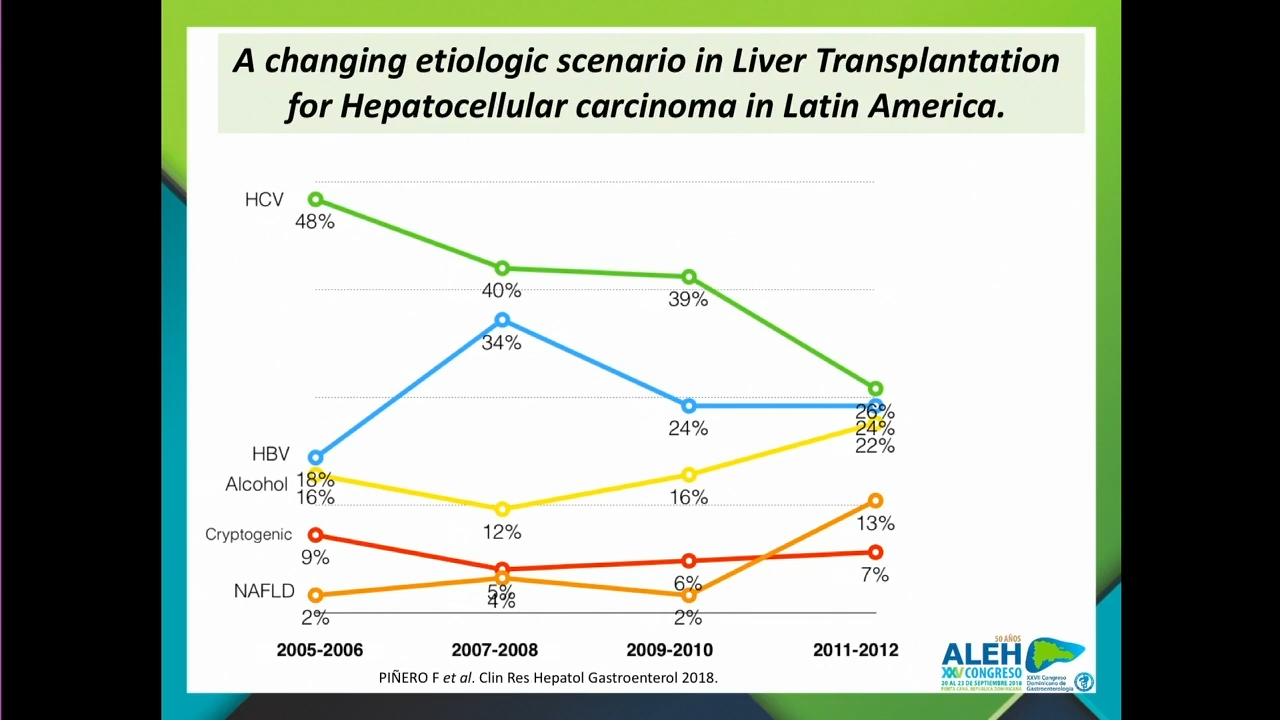 A changing etiologic scenario in Liver Transplantation
for Hepatocellular carcinoma in Latin America.
HCV
48%
40%
39%
34%
26%
24%
24%
22%
HBV
18%
Alcohol
16%
16%
12%
13%
Cryptogenic
9%
5%
6%
7%
NAFLD
4%
2%
2%
2005-2006
2007-2008
2009-2010
2011-2012
PIÑERO F et al. Clin Res Hepatol Gastroenterol 2018.
50 AÑOS
ALEH
XXV CONGRESO
20 AL 23 DE SEPTIEMBRE 2018
PUNTA CANA, REPÚBLICA DOMINICANA
XXVII Congreso
Dominicano de
Gastroenterología